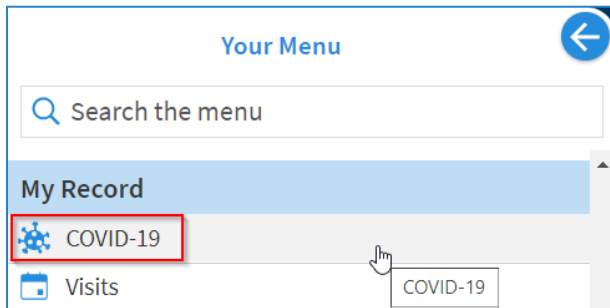 Your Menu
Search the menu
My Record
COVID-19
Visits
COVID-19